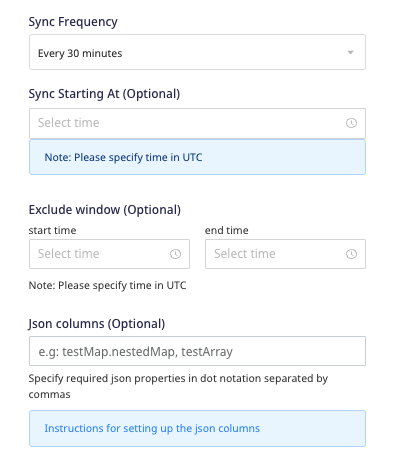 Sync Frequency
Every 30 minutes
Sync Starting At (Optional)
Select time
Note: Please specify time in UTC
Exclude window (Optional)
start time
end time
Select time
Select time
Note: Please specify time in UTC
Json columns (Optional)
e.g: testMap.nestedMap, testArray
Specify required json properties in dot notation separated by
commas
Instructions for setting up the json columns